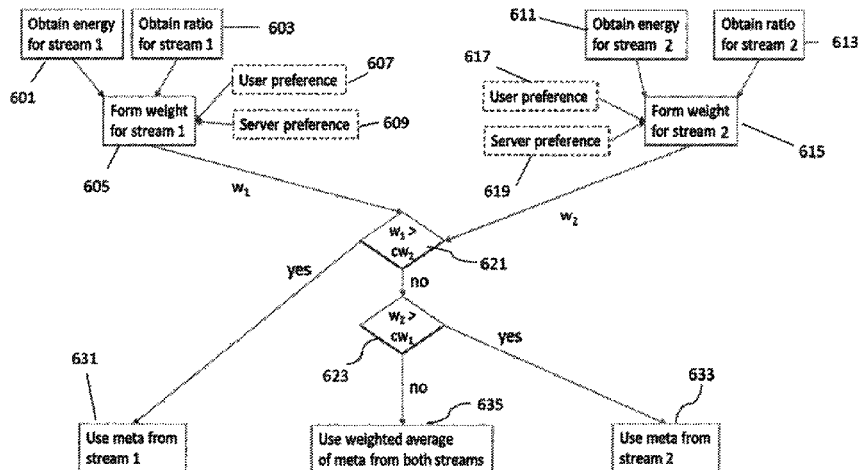 Obtain energy
for stream 1
601
Obtain ratio
for stream 1
603
Form weight
for stream 1
605
User preference
607
Server preference
609
611
Obtain energy
for stream 2
Obtain ratio
for stream 2
613
617
User preference
Server preference
619
Form weight
for stream 2
615
w₁
w₂
w₁ >
cw₂
621
yes
no
w₂ >
cw₁
623
yes
no
631
Use meta from
stream 1
635
Use weighted average
of meta from both streams
633
Use meta from
stream 2